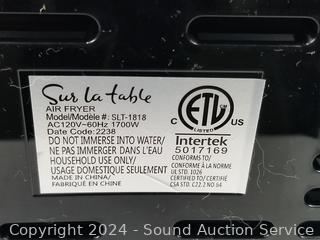 Sur la table
AIR FRYER
Model/Modèle #: SLT-1818
AC120V~60Hz 1700W
Date Code: 2238
DO NOT IMMERSE INTO WATER/
NE PAS IMMERGER DANS L'EAU
HOUSEHOLD USE ONLY/
USAGE DOMESTIQUE SEULEMENT
MADE IN CHINA/
FABRIQUÉ EN CHINE
ETL
CM
LISTED
C US
Intertek
5017169
CONFORMS TO/
CONFORME À LA NORME
UL STD. 1026
CERTIFIED TO/ CERTIFIÉ À
CSA STD. C22.2 NO 64
Copyright 2024 - Sound Auction Service